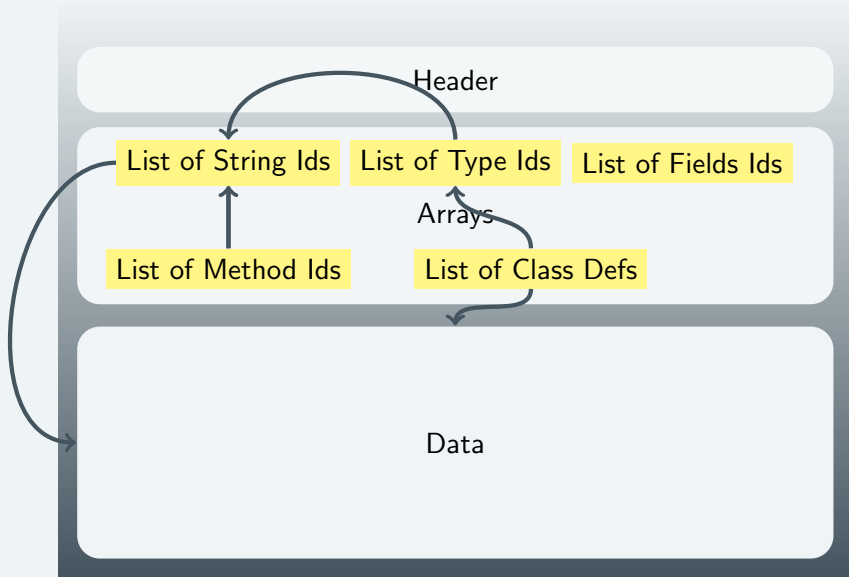 Header
List of String Ids
List of Type Ids
List of Fields Ids
Arrays
List of Method Ids
List of Class Defs
Data